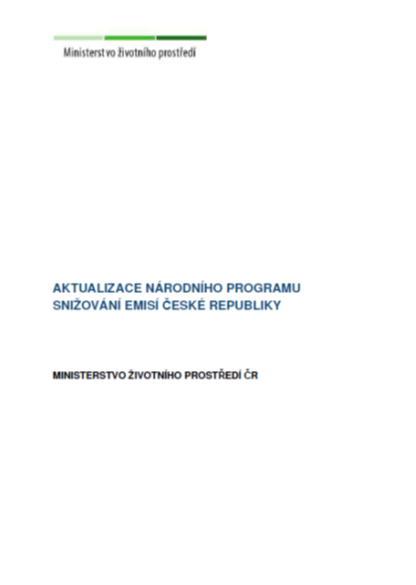 Ministerstvo životního prostředí
AKTUALIZACE NÁRODNÍHO PROGRAMU
SNIŽOVÁNÍ EMISÍ ČESKÉ REPUBLIKY
MINISTERSTVO ŽIVOTNÍHO PROSTŘEDÍ ČR